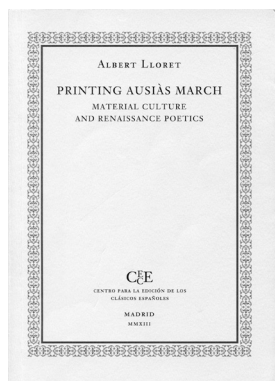 ALBERT LLORET
PRINTING AUSIÀS MARCH
MATERIAL CULTURE
AND RENAISSANCE POETICS
CECE
CENTRO PARA LA EDICIÓN DE LOS
CLÁSICOS ESPAÑOLES
MADRID
MMXIII